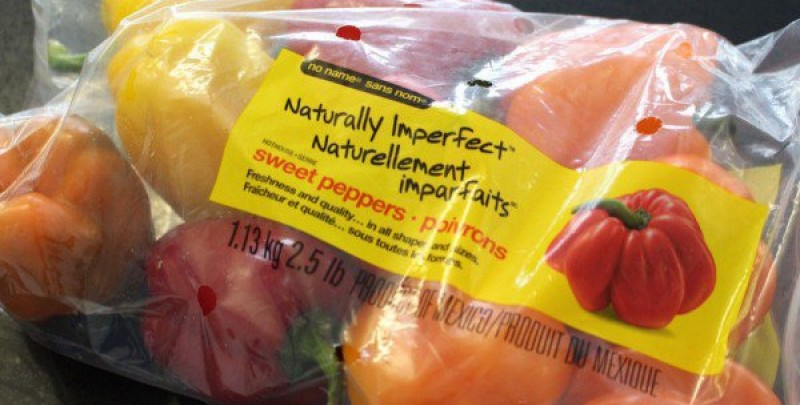 no name® sans nom®
Naturally Imperfect™
Naturellement
imparfaits™
HOTHOUSE • SERRE
sweet peppers • poivrons
Freshness and quality... in all shapes and sizes.
Fraîcheur et qualité... sous toutes les formes.
1.13 kg 2.5 lb PRODUCT OF MEXICO/PRODUIT DU MEXIQUE